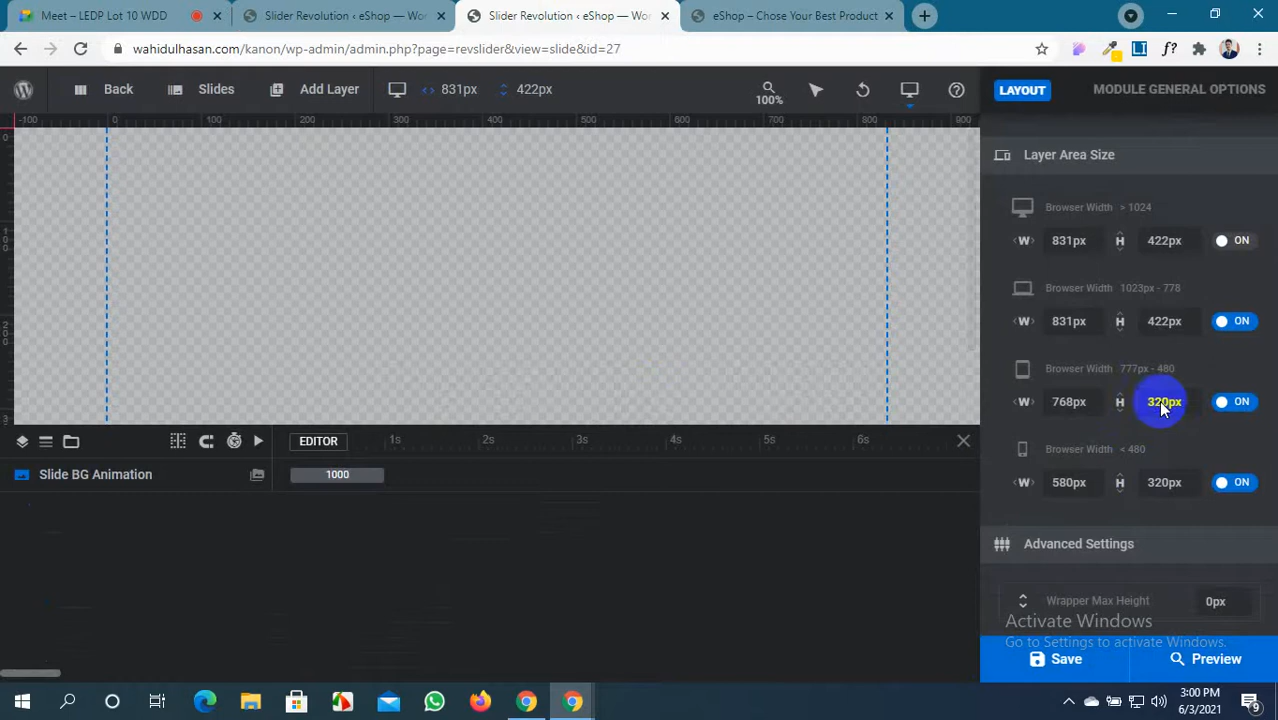 Meet – LEDP Lot 10 WDD
Slider Revolution ‹ eShop — Wor
Slider Revolution ‹ eShop — Wor
eShop – Chose Your Best Product
wahidulhasan.com/kanon/wp-admin/admin.php?page=revslider&view=slide&id=27
Back
Slides
Add Layer
831px
422px
100%
LAYOUT
MODULE GENERAL OPTIONS
-100 0 100 200 300 400 500 600 700 800 900
0
100
200
3
Layer Area Size
Browser Width > 1024
W 831px H 422px ON
Browser Width 1023px - 778
W 831px H 422px ON
Browser Width 777px - 480
W 768px H 320px ON
Browser Width < 480
W 580px H 320px ON
EDITOR
1s 2s 3s 4s 5s 6s
Slide BG Animation
1000
Advanced Settings
Wrapper Max Height 0px
Activate Windows
Go to Settings to activate Windows.
Save
Preview
3:00 PM
6/3/2021
9